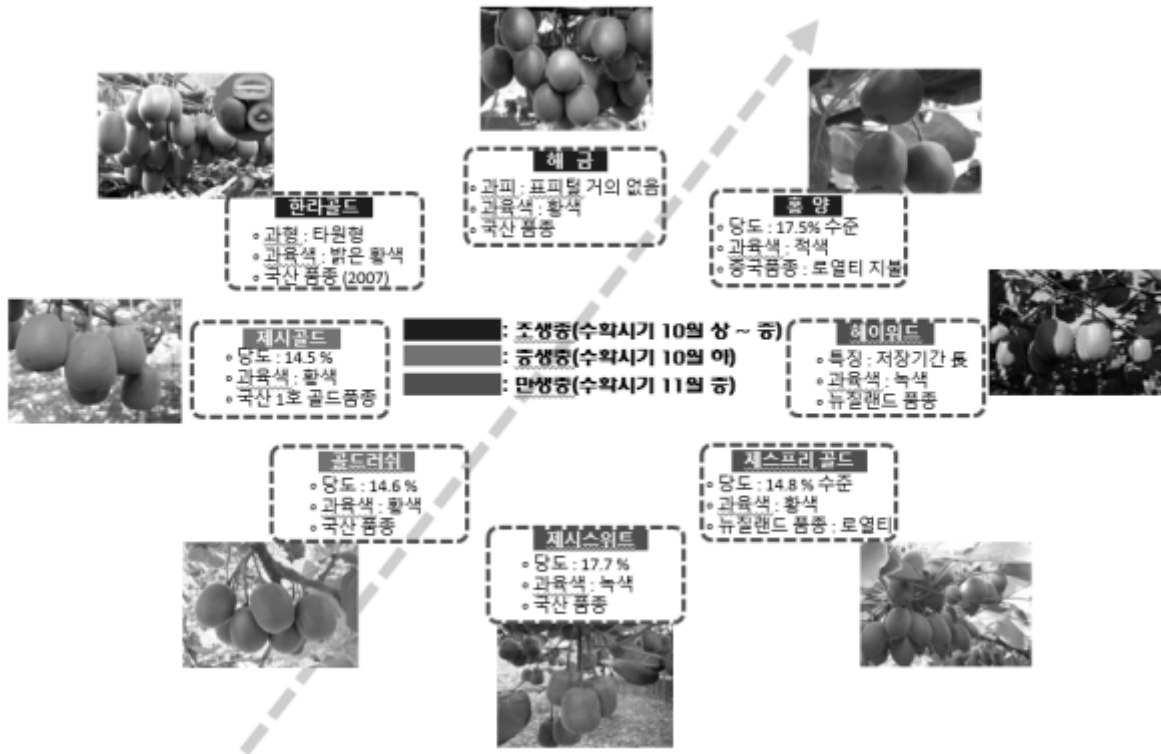 해 금
◦ 과피 : 표피털 거의 없음
◦ 과육색 : 황색
◦ 국산 품종
한라골드
◦ 과형 : 타원형
◦ 과육색 : 밝은 황색
◦ 국산 품종 (2007)
홍 양
◦ 당도 : 17.5% 수준
◦ 과육색 : 적색
◦ 중국품종 : 로열티 지불
제시골드
◦ 당도 : 14.5 %
◦ 과육색 : 황색
◦ 국산 1호 골드품종
: 조생종(수확시기 10월 상 ~ 중)
: 중생종(수확시기 10월 하)
: 만생종(수확시기 11월 중)
헤이워드
◦ 특징 : 저장기간 長
◦ 과육색 : 녹색
◦ 뉴질랜드 품종
골드러쉬
◦ 당도 : 14.6 %
◦ 과육색 : 황색
◦ 국산 품종
제스프리 골드
◦ 당도 : 14.8 % 수준
◦ 과육색 : 황색
◦ 뉴질랜드 품종 : 로열티
제시스위트
◦ 당도 : 17.7 %
◦ 과육색 : 녹색
◦ 국산 품종